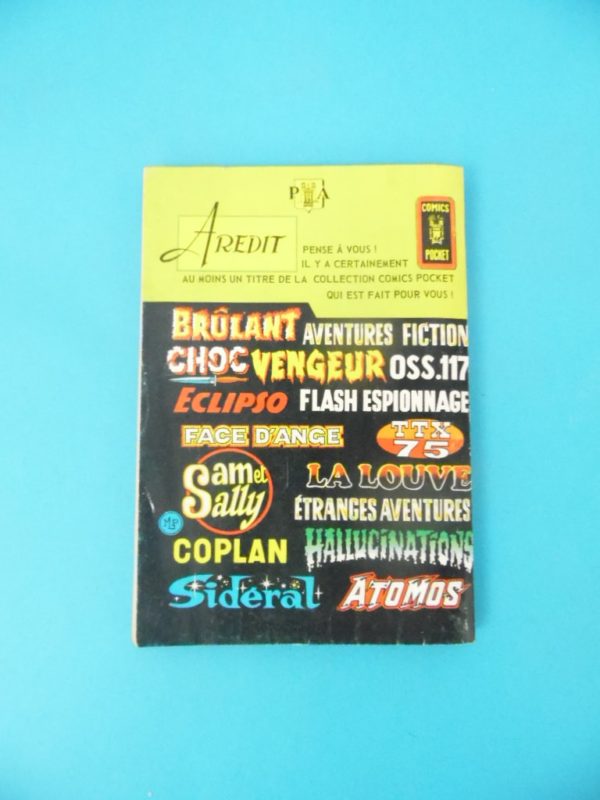 P A
AREDIT
COMICS
POCKET
PENSE À VOUS !
IL Y A CERTAINEMENT
AU MOINS UN TITRE DE LA COLLECTION COMICS POCKET
QUI EST FAIT POUR VOUS !
BRÛLANT AVENTURES FICTION
CHOC VENGEUR OSS.117
ECLIPSO FLASH ESPIONNAGE
FACE D'ANGE TTX
75
Sam et
Sally
LA LOUVE
ÉTRANGES AVENTURES
MP
COPLAN HALLUCINATIONS
Sidéral ATOMOS